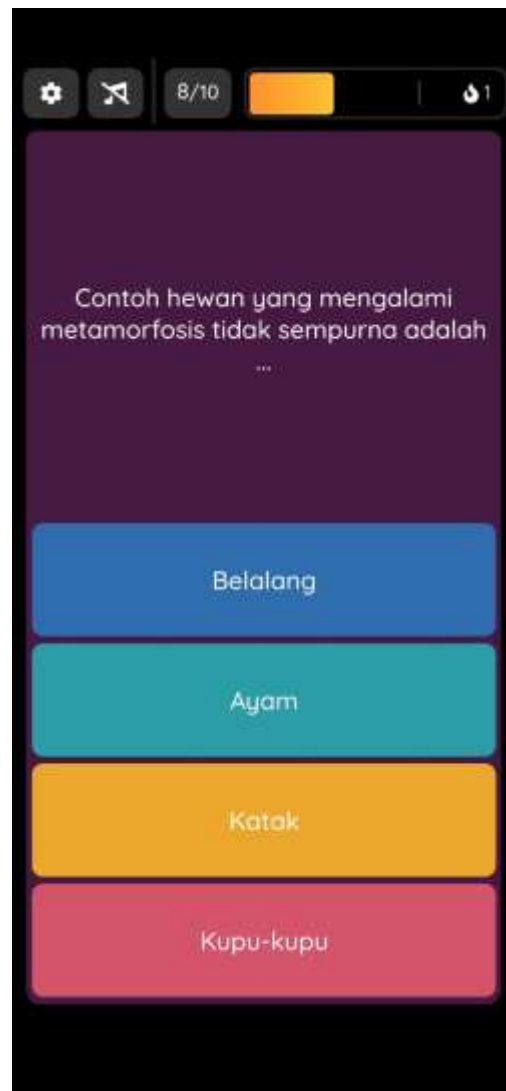 8/10
1
Contoh hewan yang mengalami
metamorfosis tidak sempurna adalah
...
Belalang
Ayam
Katak
Kupu-kupu